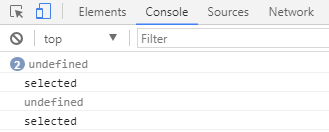 Elements Console Sources Network
top Filter
2 undefined
selected
undefined
selected